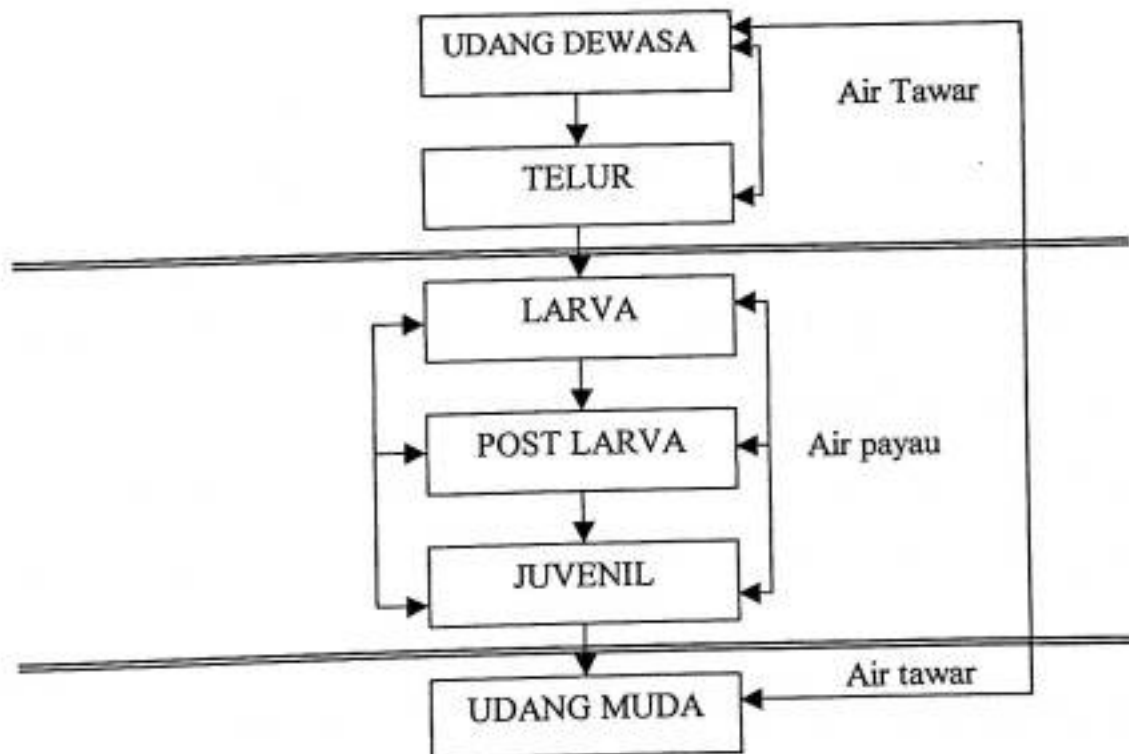 UDANG DEWASA
Air Tawar
TELUR
LARVA
POST LARVA
Air payau
JUVENIL
Air tawar
UDANG MUDA